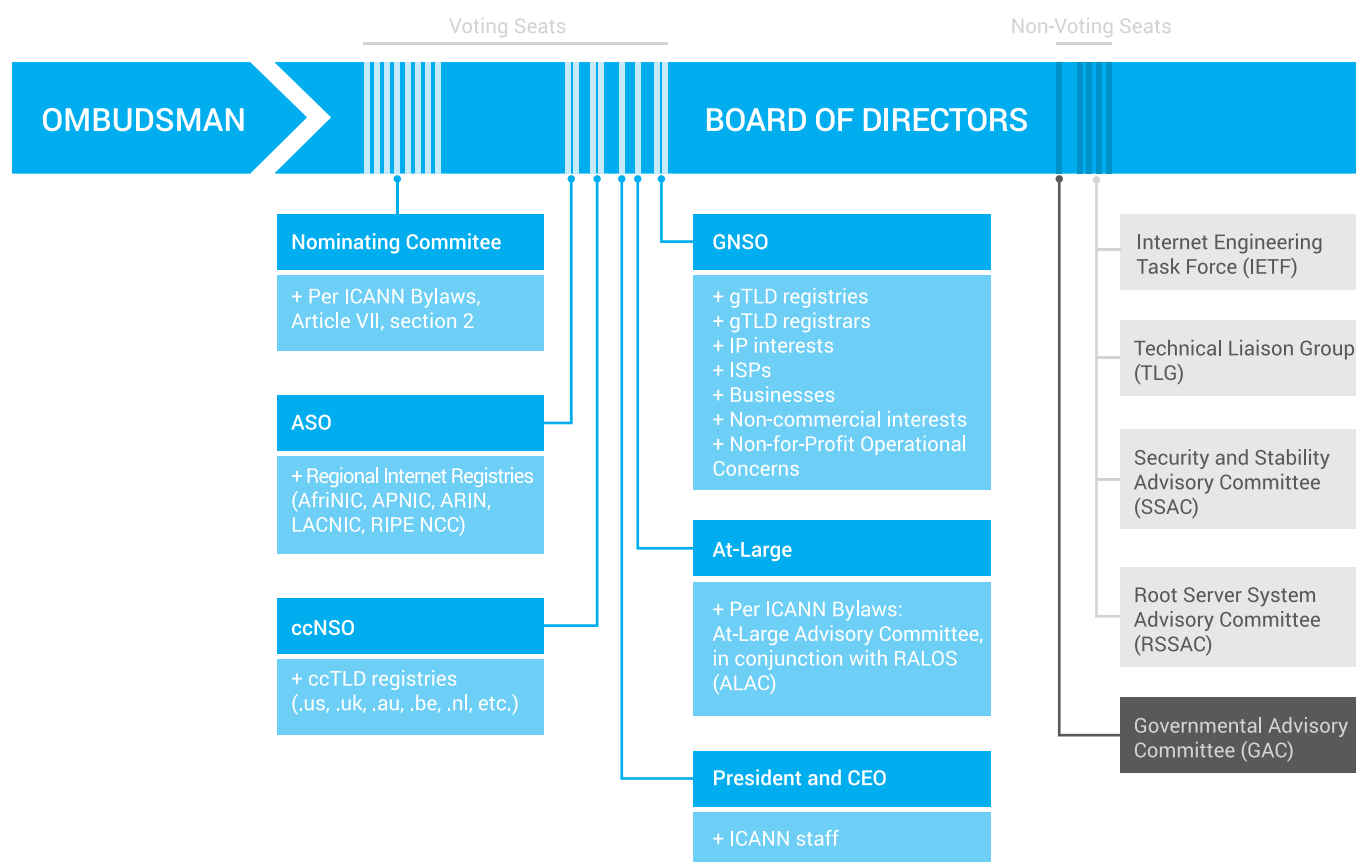 Voting Seats
Non-Voting Seats
OMBUDSMAN
BOARD OF DIRECTORS
Nominating Commitee
+ Per ICANN Bylaws,
Article VII, section 2
ASO
+ Regional Internet Registries
(AfriNIC, APNIC, ARIN,
LACNIC, RIPE NCC)
ccNSO
+ ccTLD registries
(.us, .uk, .au, .be, .nl, etc.)
GNSO
+ gTLD registries
+ gTLD registrars
+ IP interests
+ ISPs
+ Businesses
+ Non-commercial interests
+ Non-for-Profit Operational
Concerns
At-Large
+ Per ICANN Bylaws:
At-Large Advisory Committee,
in conjunction with RALOS
(ALAC)
President and CEO
+ ICANN staff
Internet Engineering
Task Force (IETF)
Technical Liaison Group
(TLG)
Security and Stability
Advisory Committee
(SSAC)
Root Server System
Advisory Committee
(RSSAC)
Governmental Advisory
Committee (GAC)